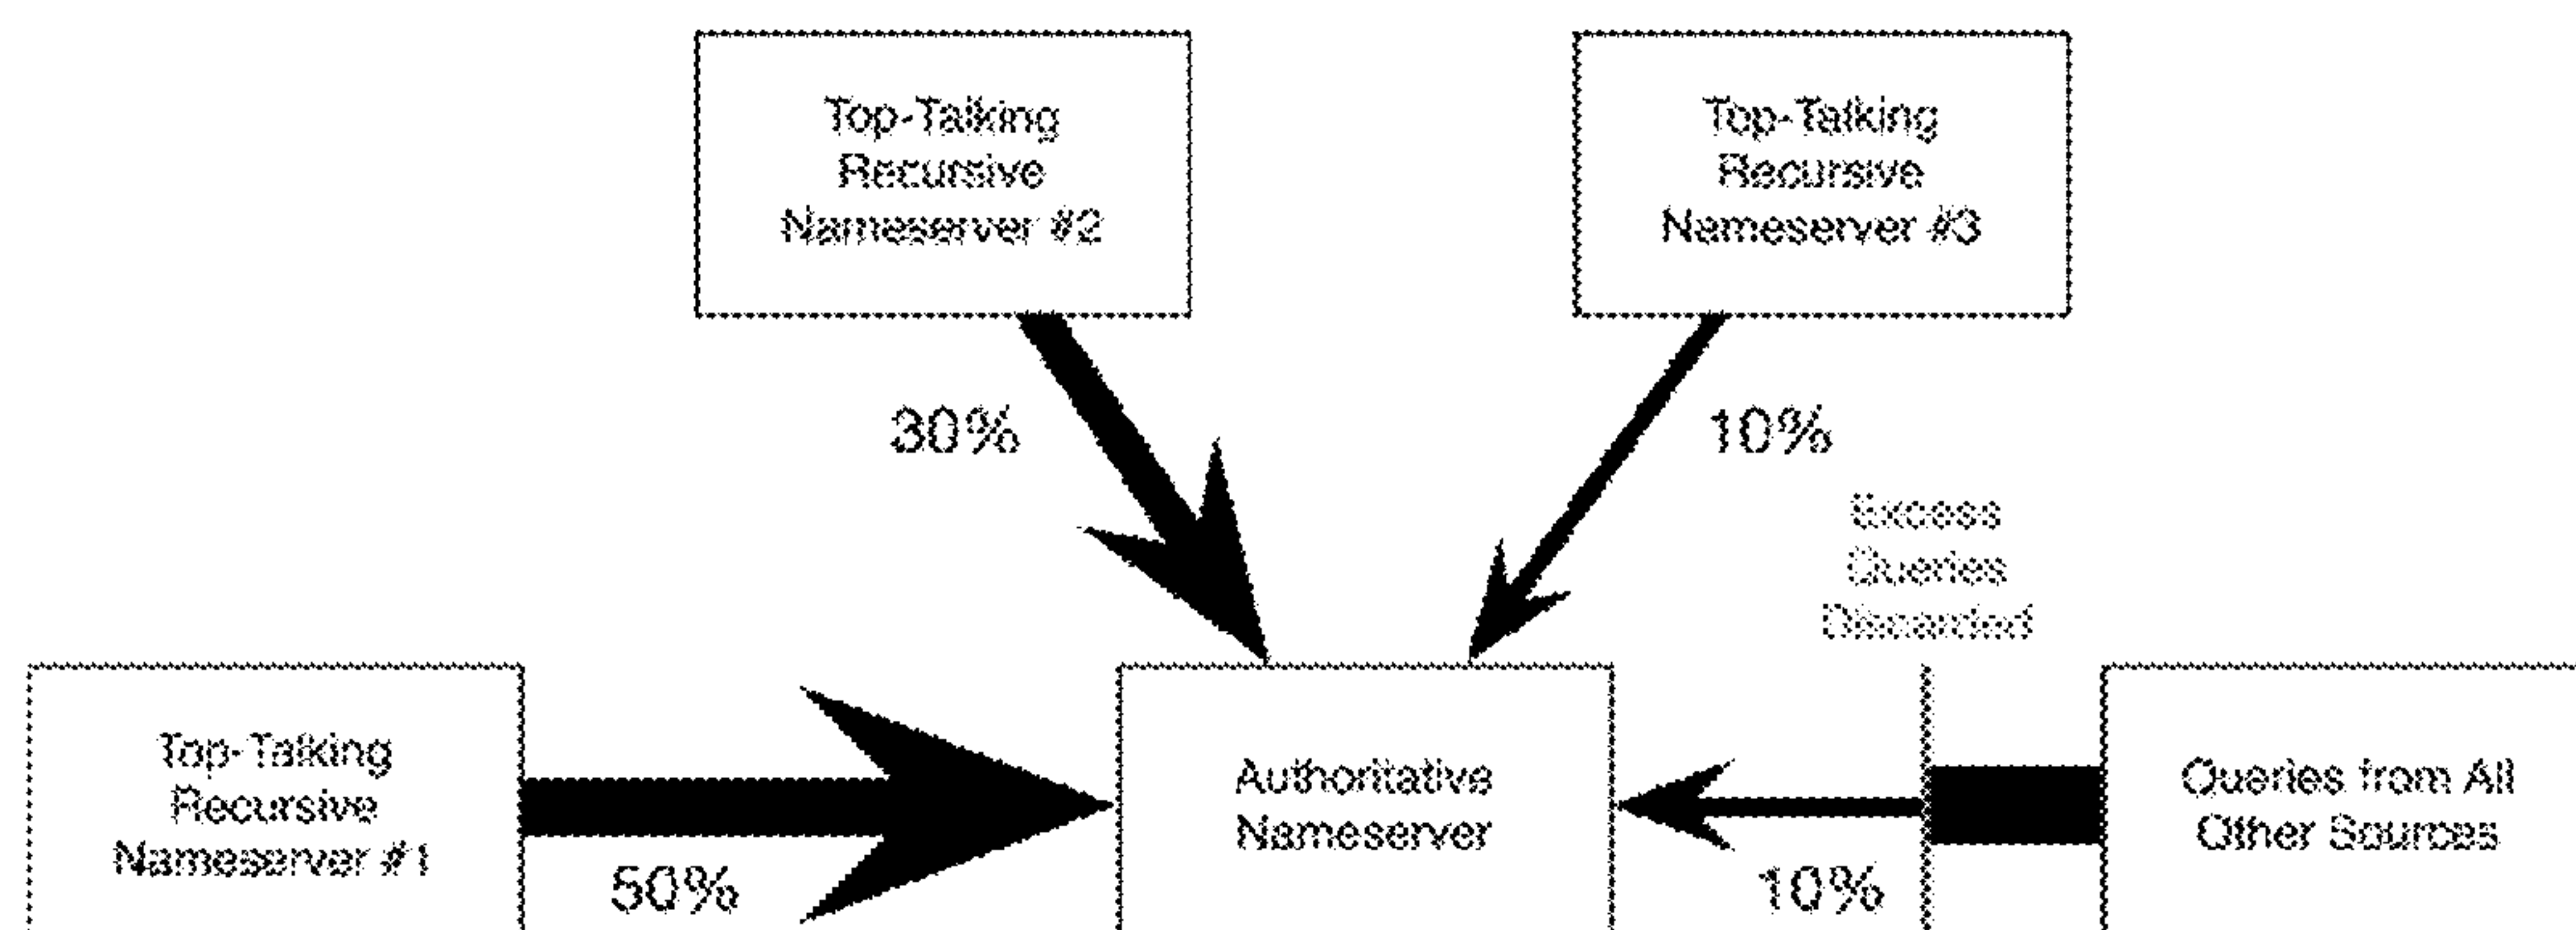 Top-Talking
Recursive
Nameserver #2
Top-Talking
Recursive
Nameserver #3
30%
10%
Excess
Queries
Discarded
Top-Talking
Recursive
Nameserver #1
50%
Authoritative
Nameserver
10%
Queries from All
Other Sources